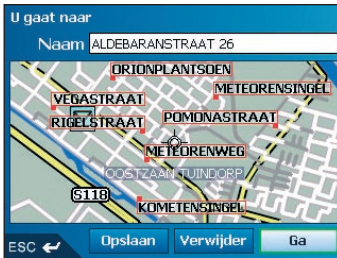 U gaat naar
Naam ALDEBARANSTRAAT 26
ORIONPLANTSOEN
METEORENSINGEL
VEGASTRAAT
POMONASTRAAT
RIGELSTRAAT
METEORENWEG
OOSTZAAN TUINDORP
S118
KOMETENSINGEL
ESC Opslaan Verwijder Ga